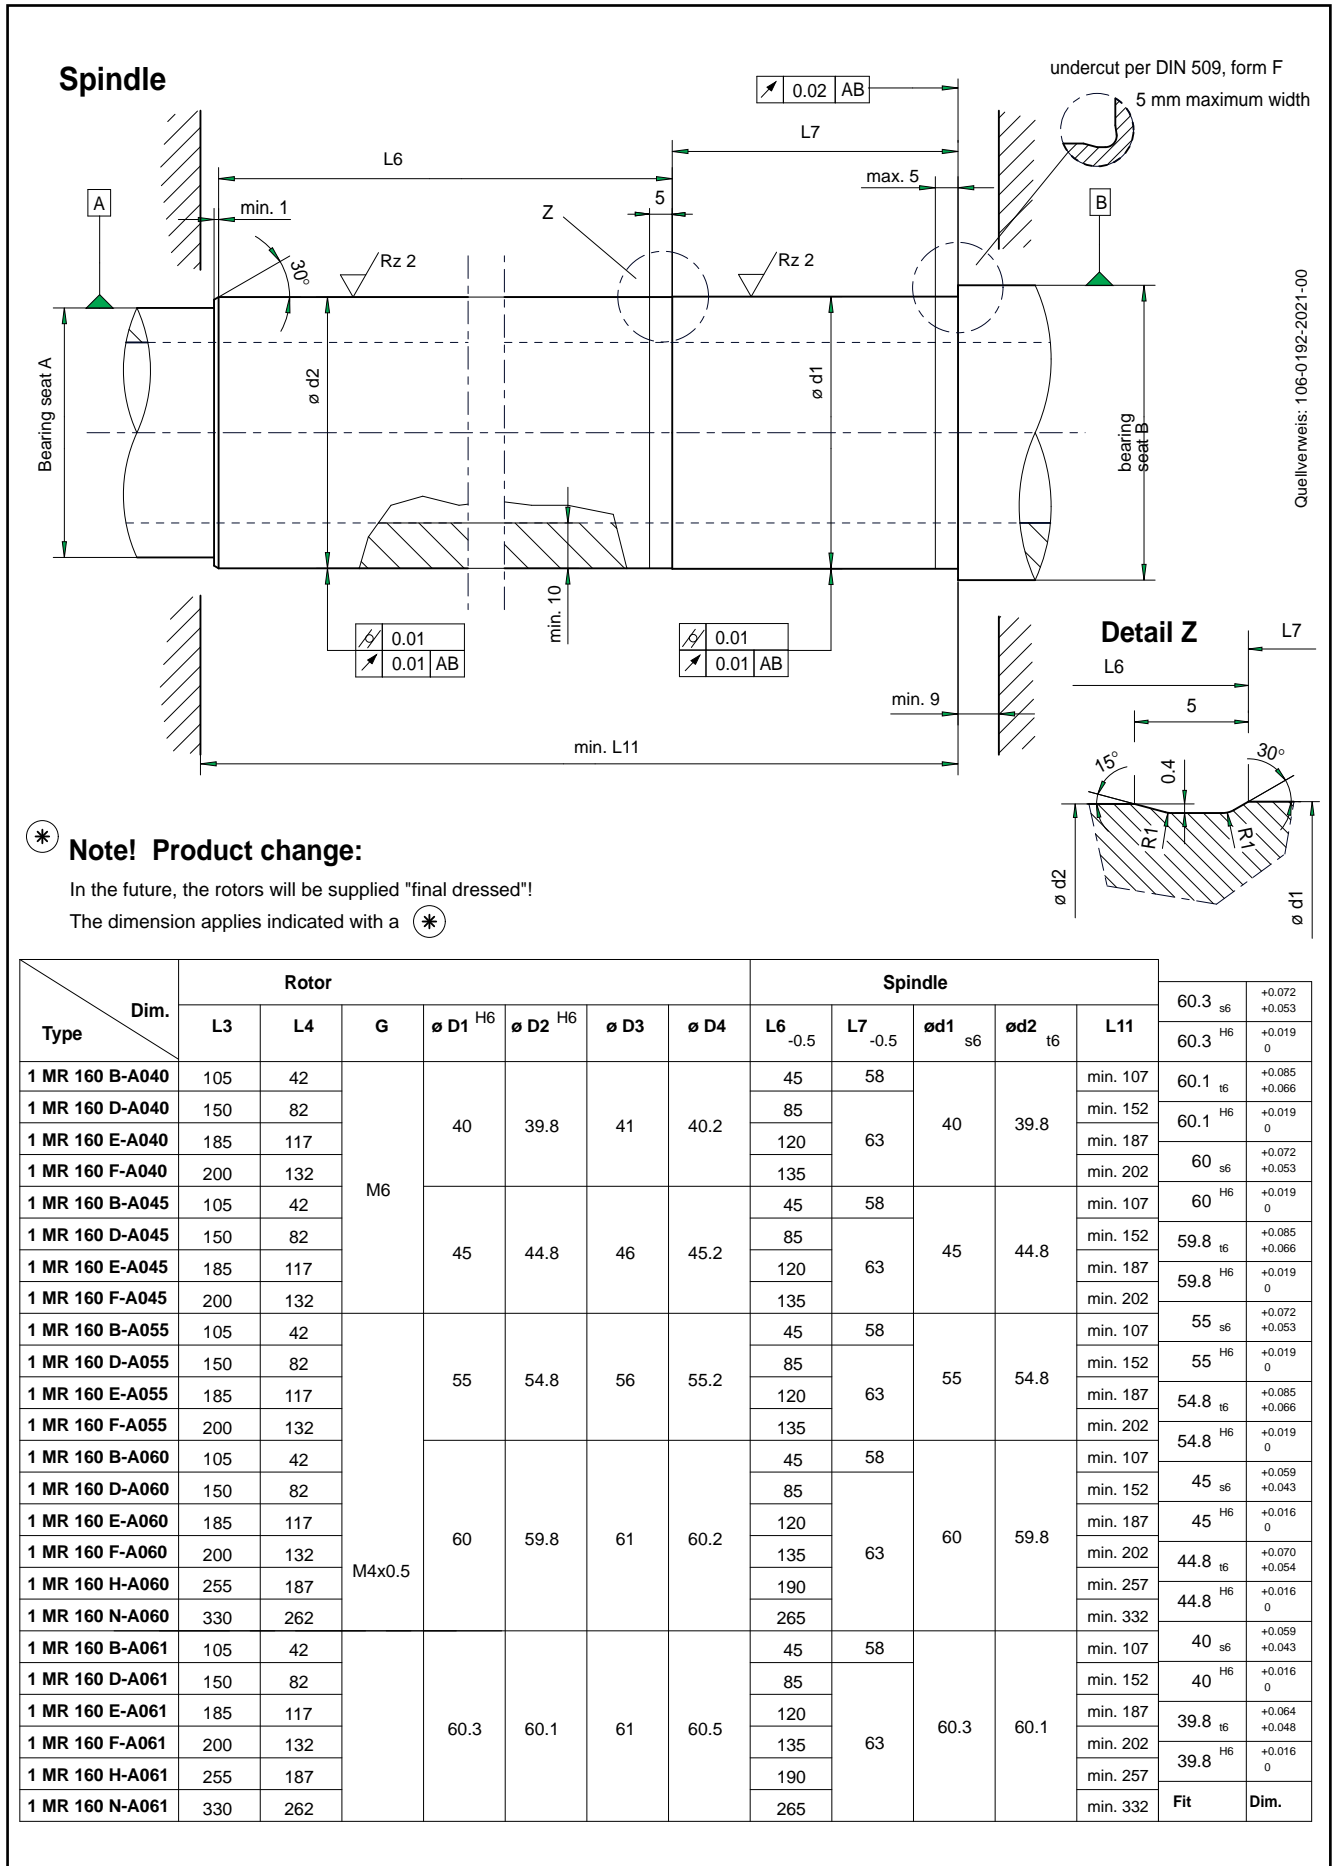 Spindle
undercut per DIN 509, form F
5 mm maximum width
0.02 AB
L7
L6
max. 5
5
A
min. 1
Z
B
30°
Rz 2
Rz 2
Bearing seat A
ø d2
ø d1
bearing
seat B
Quellverweis: 106-0192-2021-00
min. 10
0.01
0.01 AB
0.01
0.01 AB
Detail Z
L7
L6
min. 9
5
min. L11
15°
0.4
30°
R1
R1
ø d2
ø d1
Note! Product change:
In the future, the rotors will be supplied "final dressed"!
The dimension applies indicated with a
Dim.
Type
Rotor
Spindle
L3 L4 G ø D1 H6 ø D2 H6 ø D3 ø D4 L6 -0.5 L7 -0.5 ød1 s6 ød2 t6 L11
1 MR 160 B-A040 105 42 45 58 min. 107
1 MR 160 D-A040 150 82 85 min. 152
40 39.8 41 40.2 63 40 39.8
1 MR 160 E-A040 185 117 120 min. 187
1 MR 160 F-A040 200 132 135 min. 202
M6
1 MR 160 B-A045 105 42 45 58 min. 107
1 MR 160 D-A045 150 82 85 min. 152
45 44.8 46 45.2 63 45 44.8
1 MR 160 E-A045 185 117 120 min. 187
1 MR 160 F-A045 200 132 135 min. 202
1 MR 160 B-A055 105 42 45 58 min. 107
1 MR 160 D-A055 150 82 85 min. 152
55 54.8 56 55.2 63 55 54.8
1 MR 160 E-A055 185 117 120 min. 187
1 MR 160 F-A055 200 132 135 min. 202
1 MR 160 B-A060 105 42 45 58 min. 107
1 MR 160 D-A060 150 82 85 min. 152
1 MR 160 E-A060 185 117 120 min. 187
60 59.8 61 60.2 63 60 59.8
1 MR 160 F-A060 200 132 135 min. 202
M4x0.5
1 MR 160 H-A060 255 187 190 min. 257
1 MR 160 N-A060 330 262 265 min. 332
1 MR 160 B-A061 105 42 45 58 min. 107
1 MR 160 D-A061 150 82 85 min. 152
1 MR 160 E-A061 185 117 120 min. 187
60.3 60.1 61 60.5 63 60.3 60.1
1 MR 160 F-A061 200 132 135 min. 202
1 MR 160 H-A061 255 187 190 min. 257
1 MR 160 N-A061 330 262 265 min. 332
60.3 s6 +0.072 +0.053
60.3 H6 +0.019 0
60.1 t6 +0.085 +0.066
60.1 H6 +0.019 0
60 s6 +0.072 +0.053
60 H6 +0.019 0
59.8 t6 +0.085 +0.066
59.8 H6 +0.019 0
55 s6 +0.072 +0.053
55 H6 +0.019 0
54.8 t6 +0.085 +0.066
54.8 H6 +0.019 0
45 s6 +0.059 +0.043
45 H6 +0.016 0
44.8 t6 +0.070 +0.054
44.8 H6 +0.016 0
40 s6 +0.059 +0.043
40 H6 +0.016 0
39.8 t6 +0.064 +0.048
39.8 H6 +0.016 0
Fit Dim.